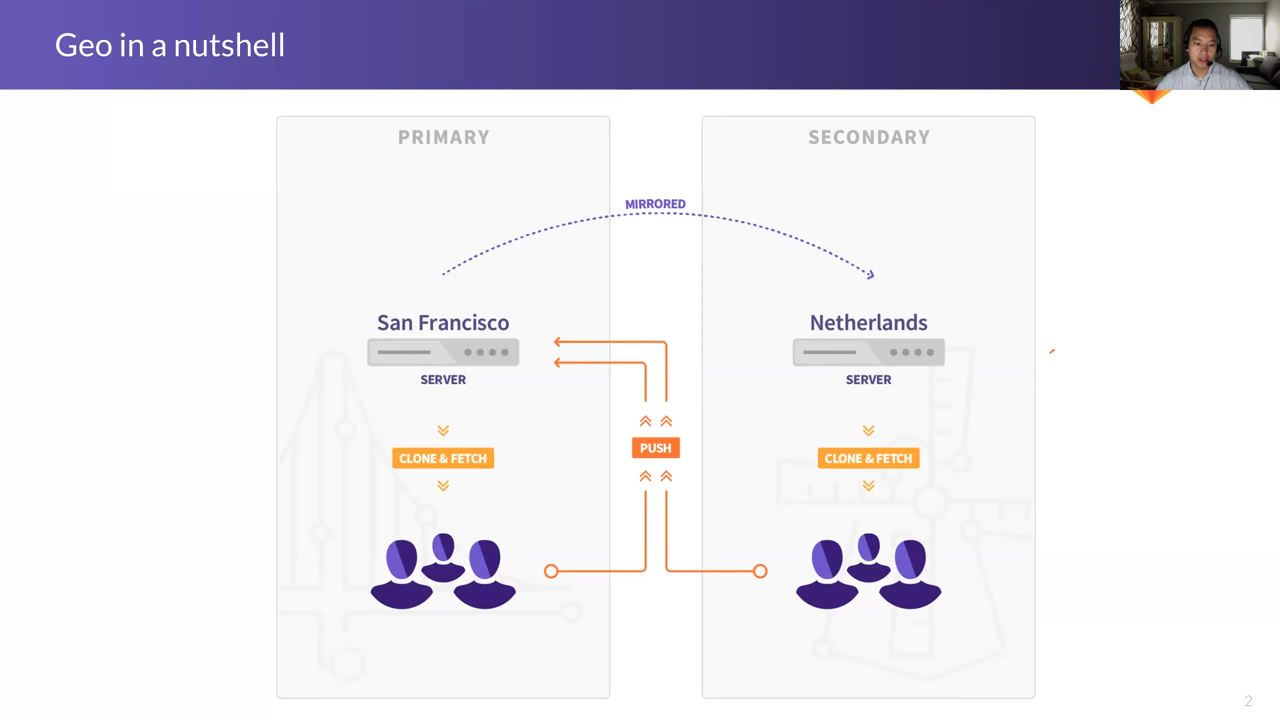 Geo in a nutshell
PRIMARY
SECONDARY
MIRRORED
San Francisco
Netherlands
SERVER
SERVER
PUSH
CLONE & FETCH
CLONE & FETCH
2